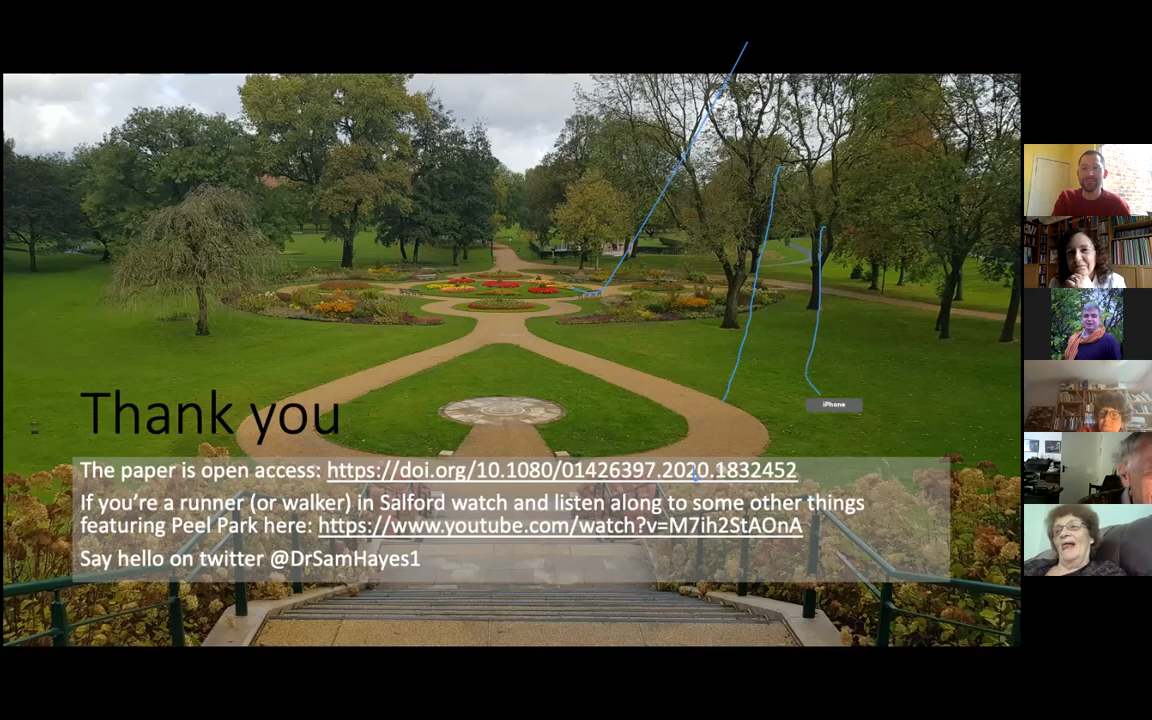 iPhone
Thank you
The paper is open access: https://doi.org/10.1080/01426397.2020.1832452
If you’re a runner (or walker) in Salford watch and listen along to some other things
featuring Peel Park here: https://www.youtube.com/watch?v=M7ih2StAOnA
Say hello on twitter @DrSamHayes1